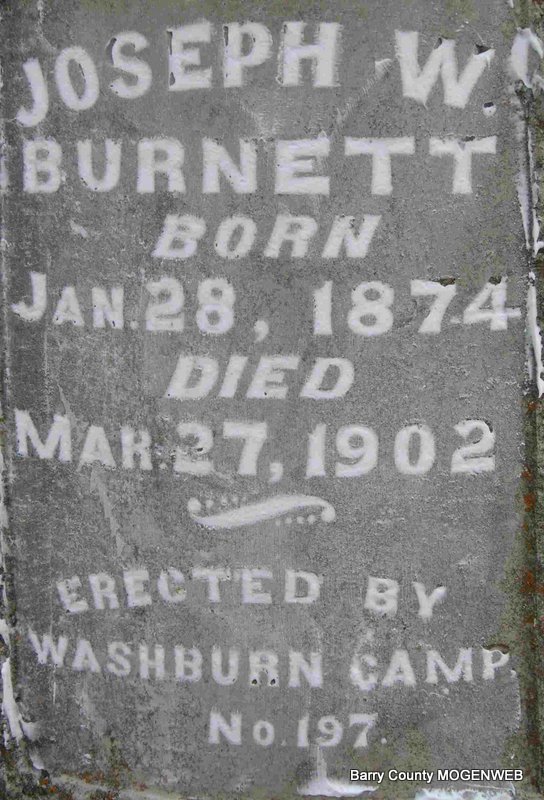 JOSEPH W.
BURNETT
BORN
JAN. 28, 1874
DIED
MAR. 27, 1902
ERECTED BY
WASHBURN CAMP.
No. 197.
Barry County MOGENWEB